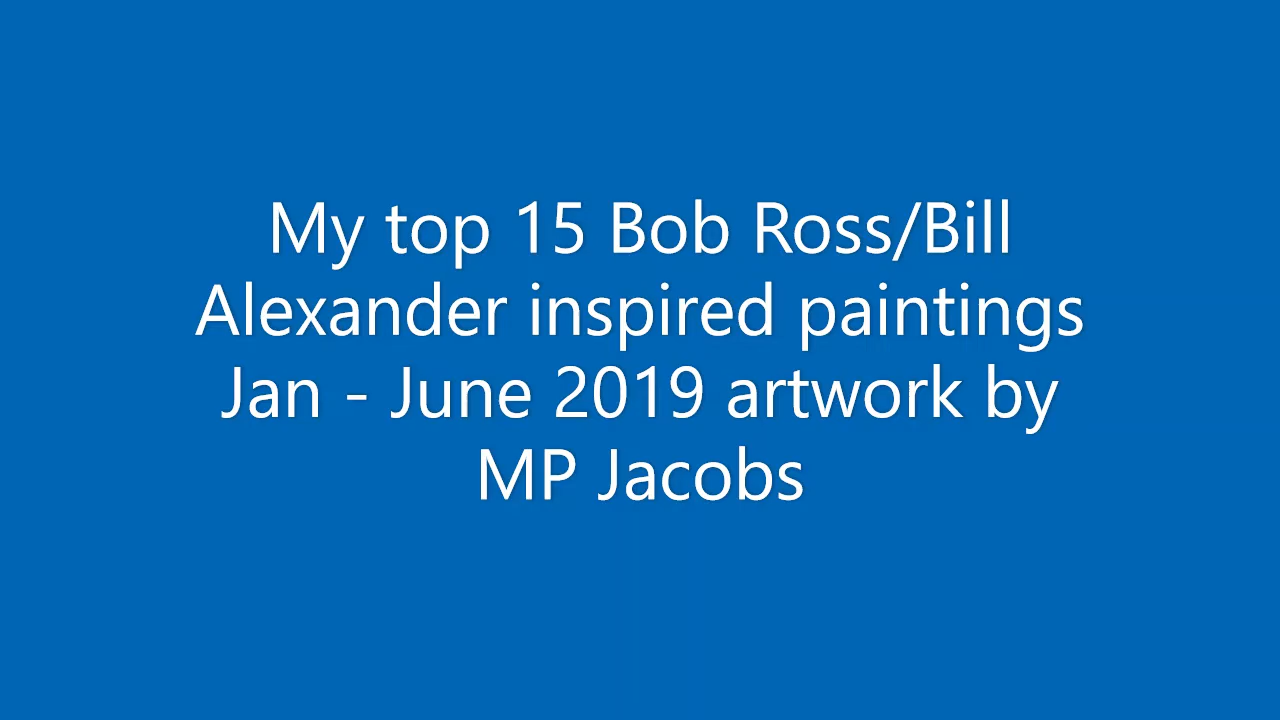 My top 15 Bob Ross/Bill
Alexander inspired paintings
Jan - June 2019 artwork by
MP Jacobs